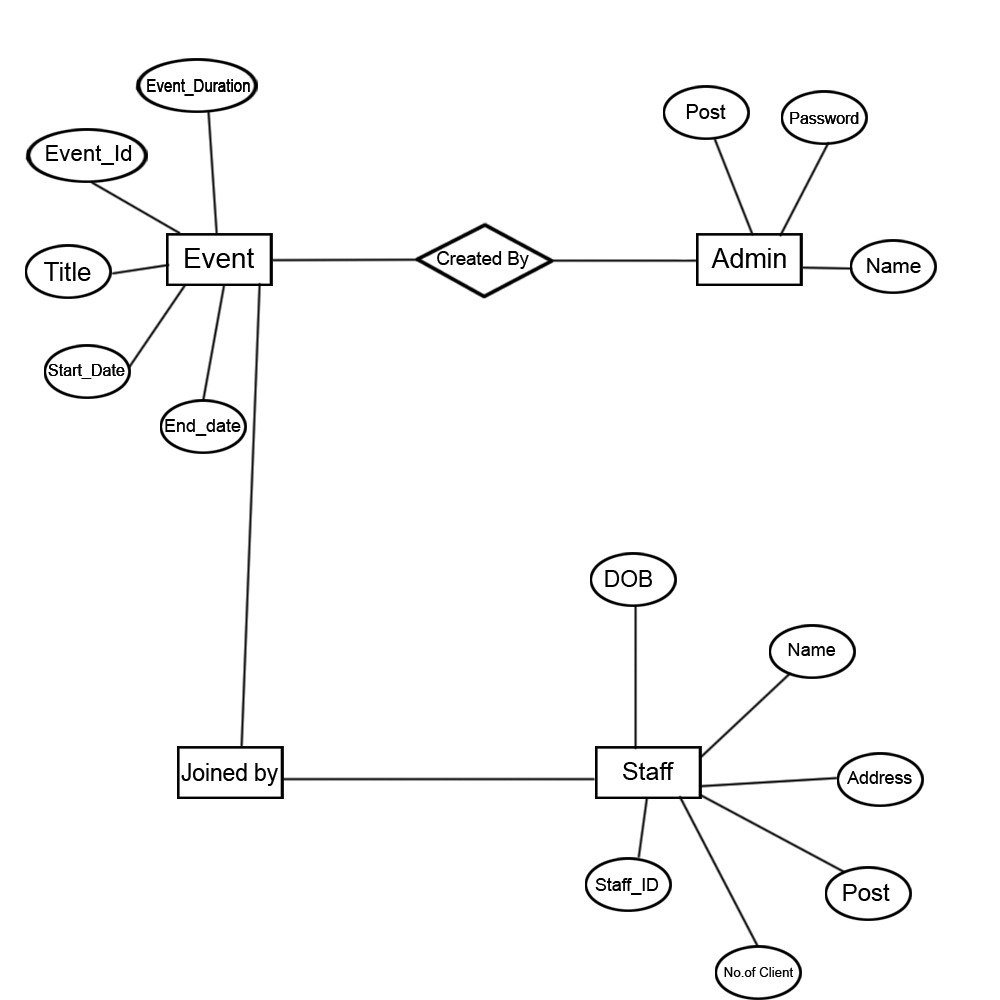 Event_Duration
Post
Password
Event_Id
Event
Created By
Admin
Name
Title
Start_Date
End_date
DOB
Name
Joined by
Staff
Address
Staff_ID
Post
No.of Client